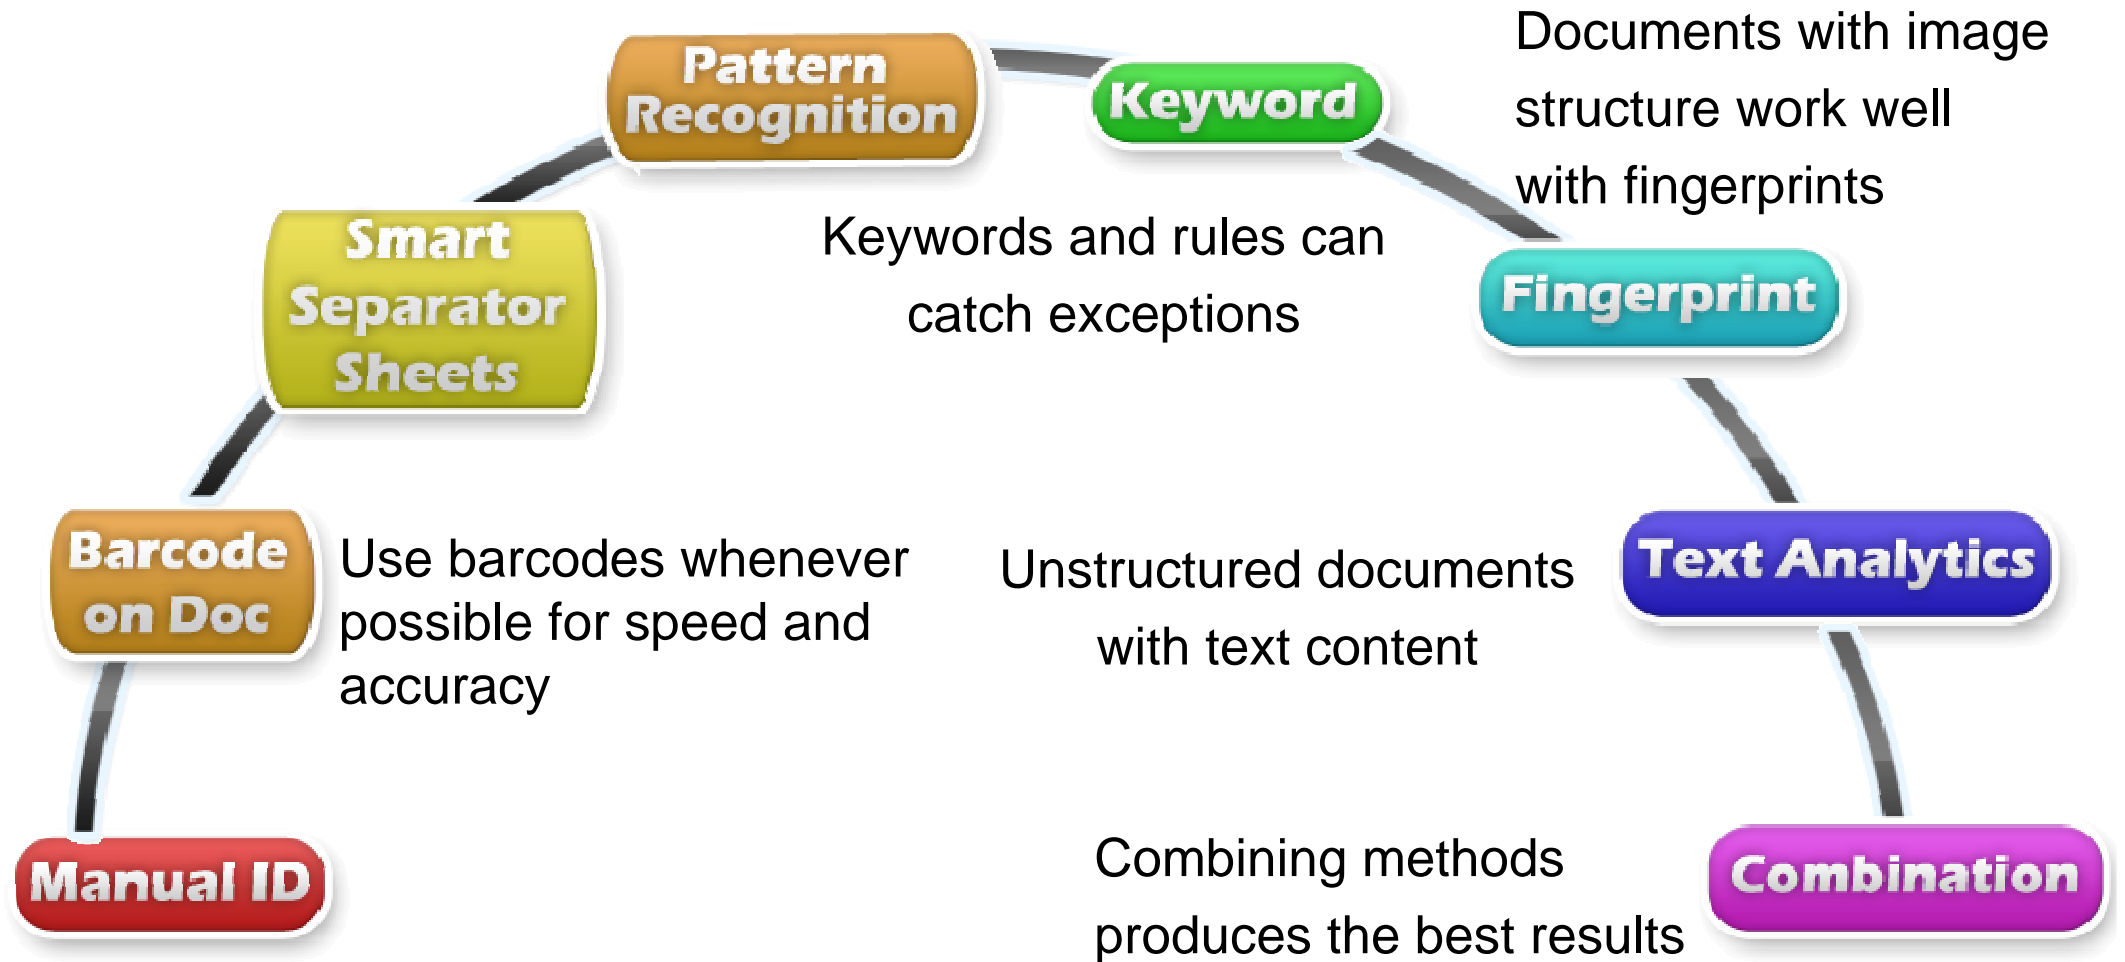 Pattern
Recognition
Keyword
Documents with image
structure work well
with fingerprints
Smart
Separator
Sheets
Keywords and rules can
catch exceptions
Fingerprint
Barcode
on Doc
Use barcodes whenever
possible for speed and
accuracy
Unstructured documents
with text content
Text Analytics
Manual ID
Combining methods
produces the best results
Combination